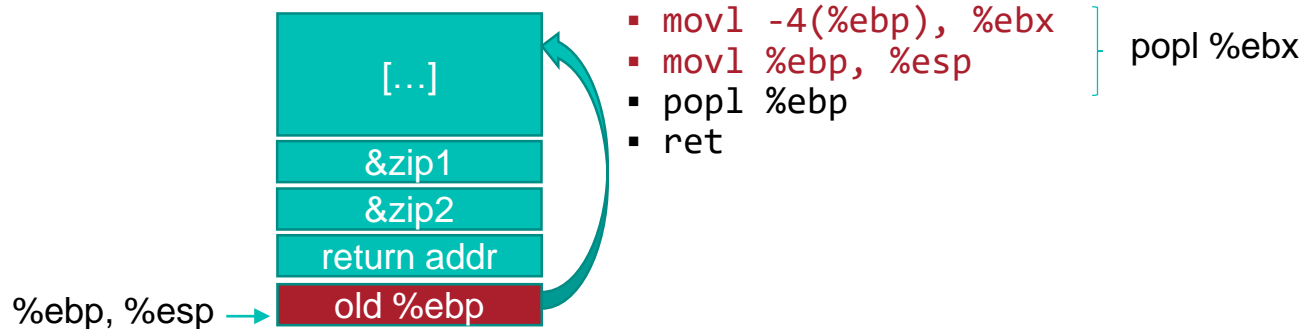 [...]
&zip1
&zip2
return addr
old %ebp
%ebp, %esp
▪ movl -4(%ebp), %ebx
▪ movl %ebp, %esp
▪ popl %ebp
▪ ret
popl %ebx